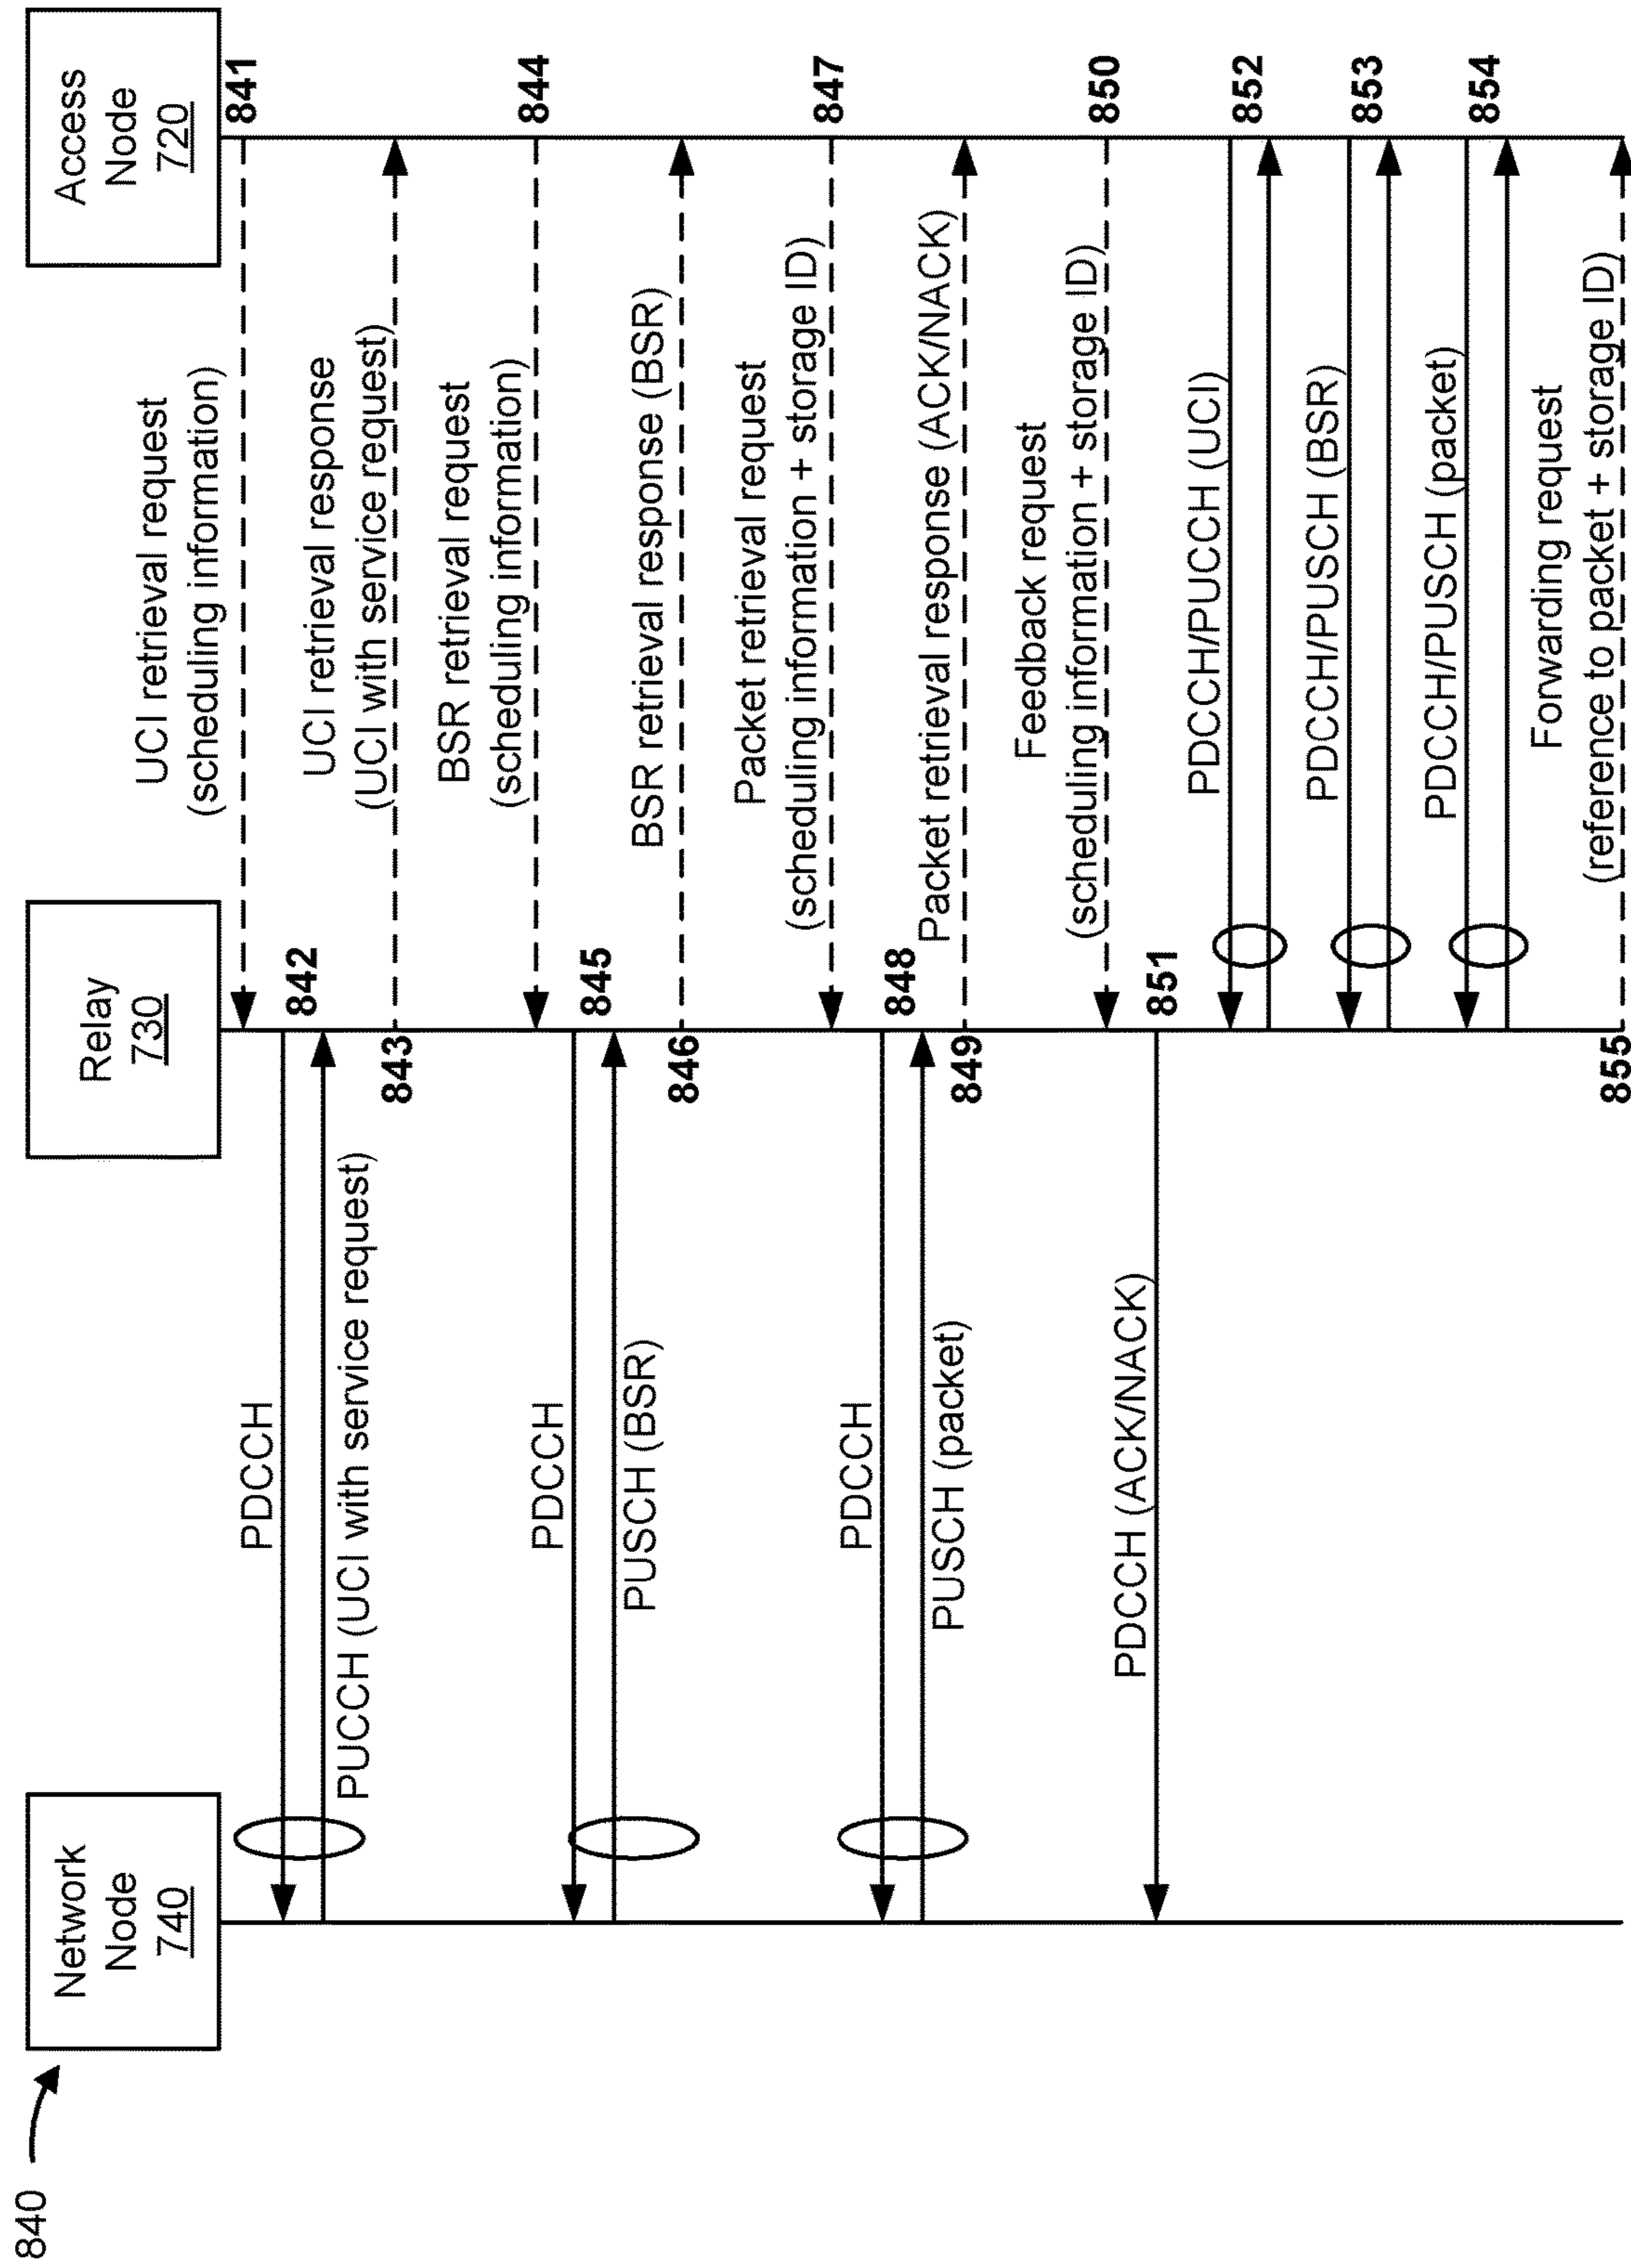 840
Network
Node
740
Relay
730
Access
Node
720
841
UCI retrieval request
(scheduling information)
842
PDCCH
PUCCH (UCI with service request)
843
UCI retrieval response
(UCI with service request)
844
BSR retrieval request
(scheduling information)
845
PDCCH
PUSCH (BSR)
846
BSR retrieval response (BSR)
847
Packet retrieval request
(scheduling information + storage ID)
848
PDCCH
PUSCH (packet)
849
Packet retrieval response (ACK/NACK)
850
Feedback request
(scheduling information + storage ID)
851
PDCCH (ACK/NACK)
852
PDCCH/PUCCH (UCI)
853
PDCCH/PUSCH (BSR)
854
PDCCH/PUSCH (packet)
855
Forwarding request
(reference to packet + storage ID)